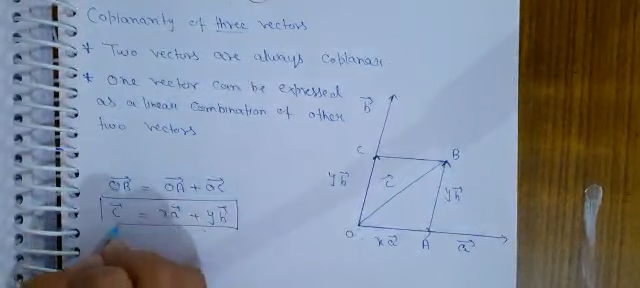 Coplanarity of three vectors
* Two vectors are always coplanar
* One vector can be expressed
as a linear combination of other
two vectors
OB⃗ = OA⃗ + OC⃗
c⃗ = xa⃗ + yb⃗
b⃗
C
B
yb⃗
c⃗
yb⃗
O
xa⃗
A
a⃗